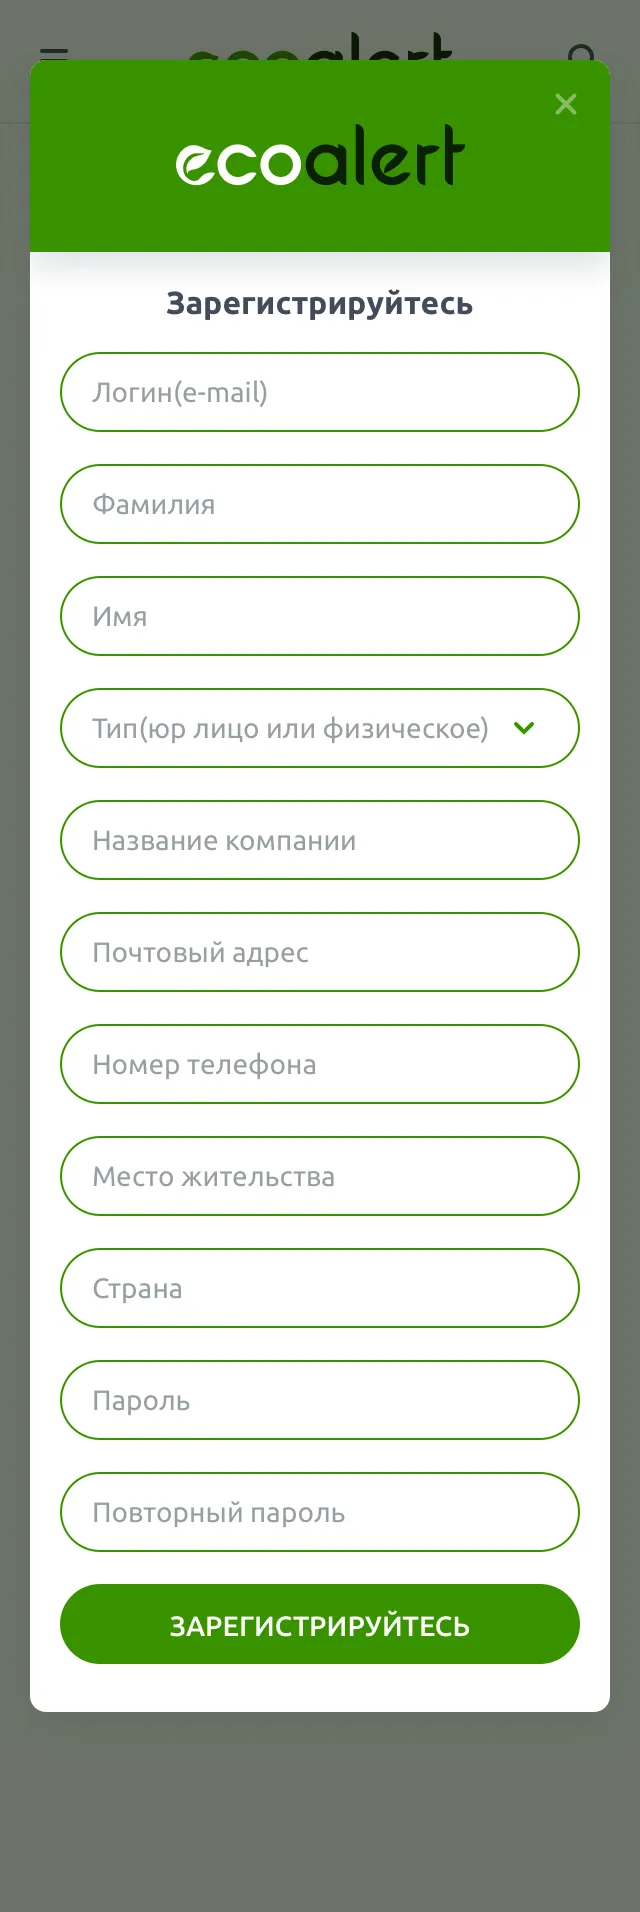 ecoalert
Зарегистрируйтесь
Логин(e-mail)
Фамилия
Имя
Тип(юр лицо или физическое)
Название компании
Почтовый адрес
Номер телефона
Место жительства
Страна
Пароль
Повторный пароль
ЗАРЕГИСТРИРУЙТЕСЬ